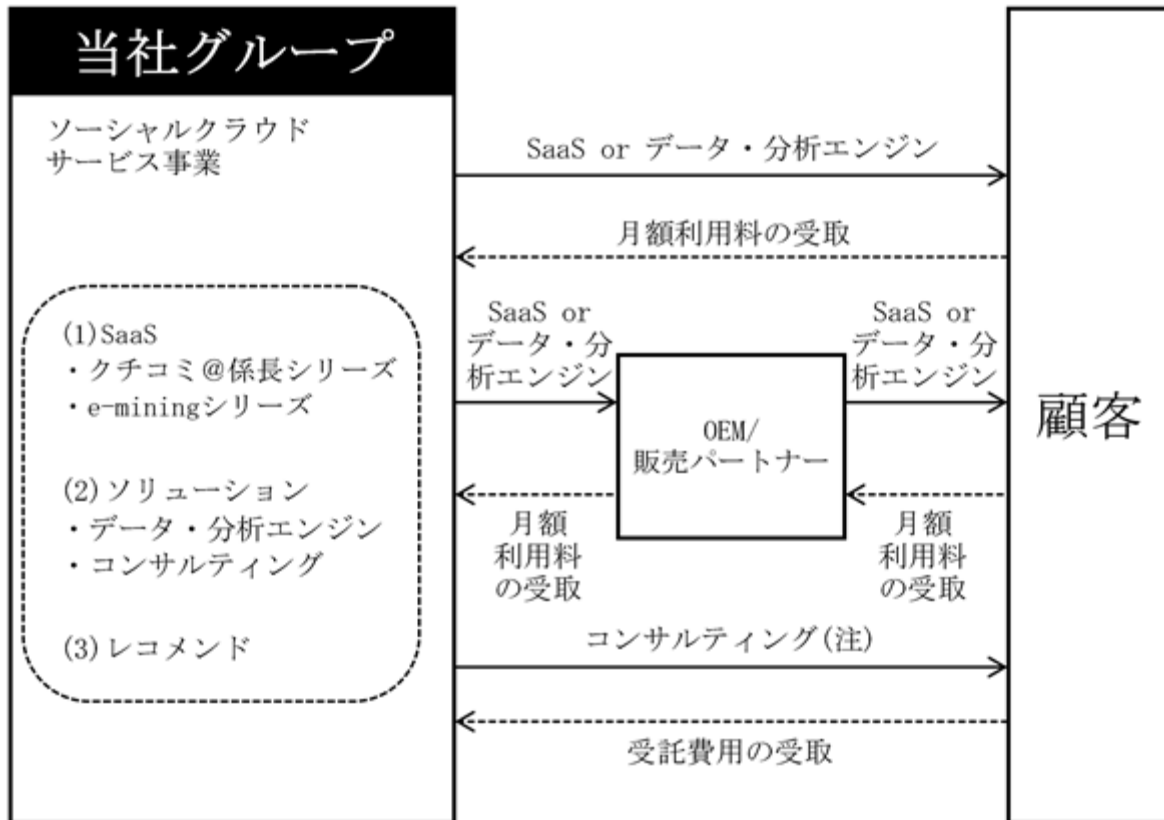 当社グループ
ソーシャルクラウド
サービス事業
(1)SaaS
・クチコミ@係長シリーズ
・e-miningシリーズ
(2)ソリューション
・データ・分析エンジン
・コンサルティング
(3)レコメンド
SaaS or データ・分析エンジン
月額利用料の受取
SaaS or
データ・分
析エンジン
OEM/
販売パートナー
SaaS or
データ・分
析エンジン
月額
利用料
の受取
月額
利用料
の受取
コンサルティング(注)
受託費用の受取
顧客